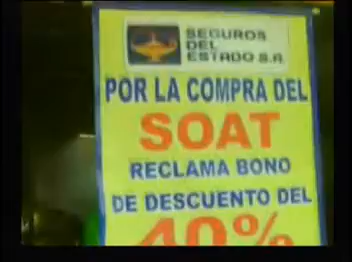 SEGUROS
DEL
ESTADO S.A
POR LA COMPRA DEL
SOAT
RECLAMA BONO
DE DESCUENTO DEL
40%